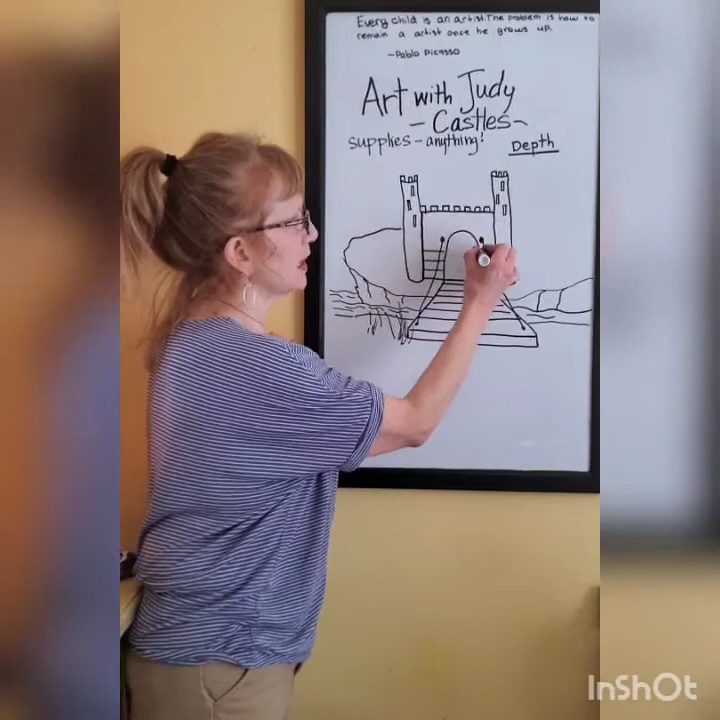 Every child is an artist. The problem is how to
remain a artist once he grows up.
-Pablo Picasso
Art with Judy
- Castles -
supplies - anything!
Depth
InShOt